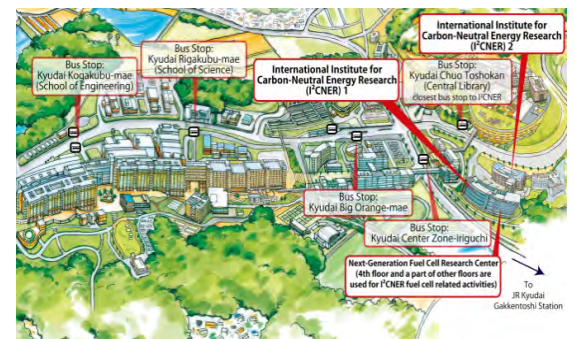 International Institute for
Carbon-Neutral Energy Research
(I²CNER) 2
Bus Stop:
Kyudai Kogakubu-mae
(School of Engineering)
Bus Stop:
Kyudai Rigakubu-mae
(School of Science)
International Institute for
Carbon-Neutral Energy Research
(I²CNER) 1
Bus Stop:
Kyudai Chuo Toshokan
(Central Library)
closest bus stop to I²CNER
Bus Stop:
Kyudai Big Orange-mae
Bus Stop:
Kyudai Center Zone-iriguchi
Next-Generation Fuel Cell Research Center
(4th floor and a part of other floors are
used for I²CNER fuel cell related activities)
To
JR Kyudai
Gakkentoshi Station